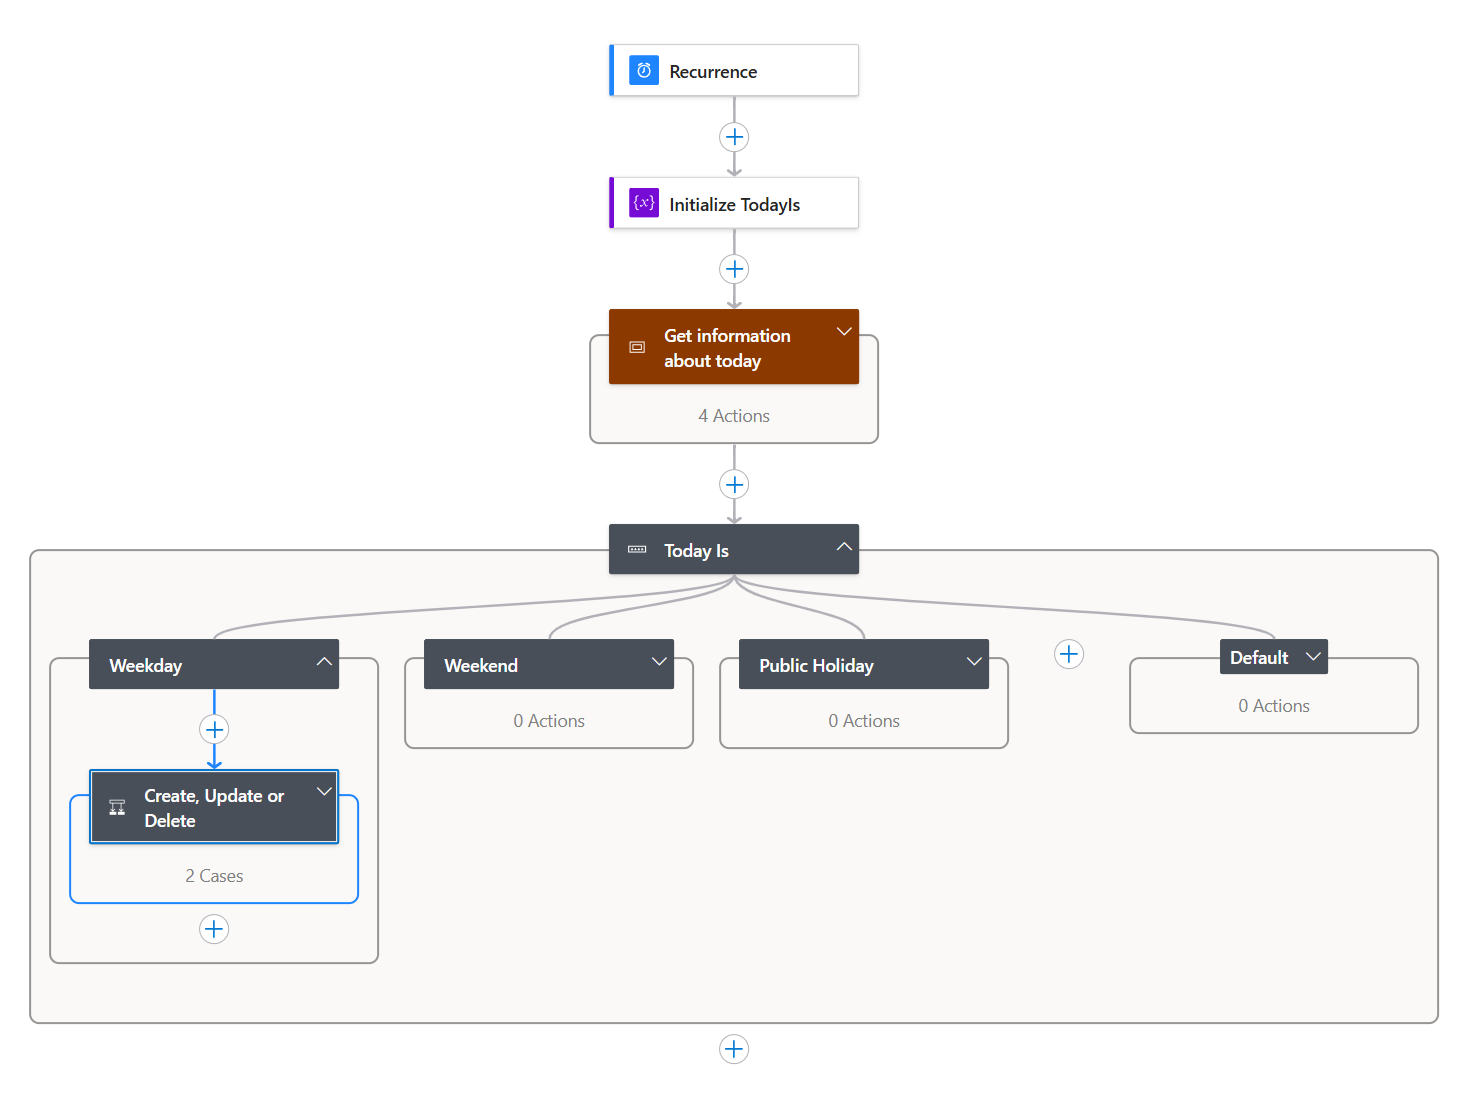 Recurrence
{x}
Initialize TodayIs
Get information
about today
4 Actions
Today Is
Weekday
Weekend
Public Holiday
Default
0 Actions
0 Actions
0 Actions
Create, Update or
Delete
2 Cases